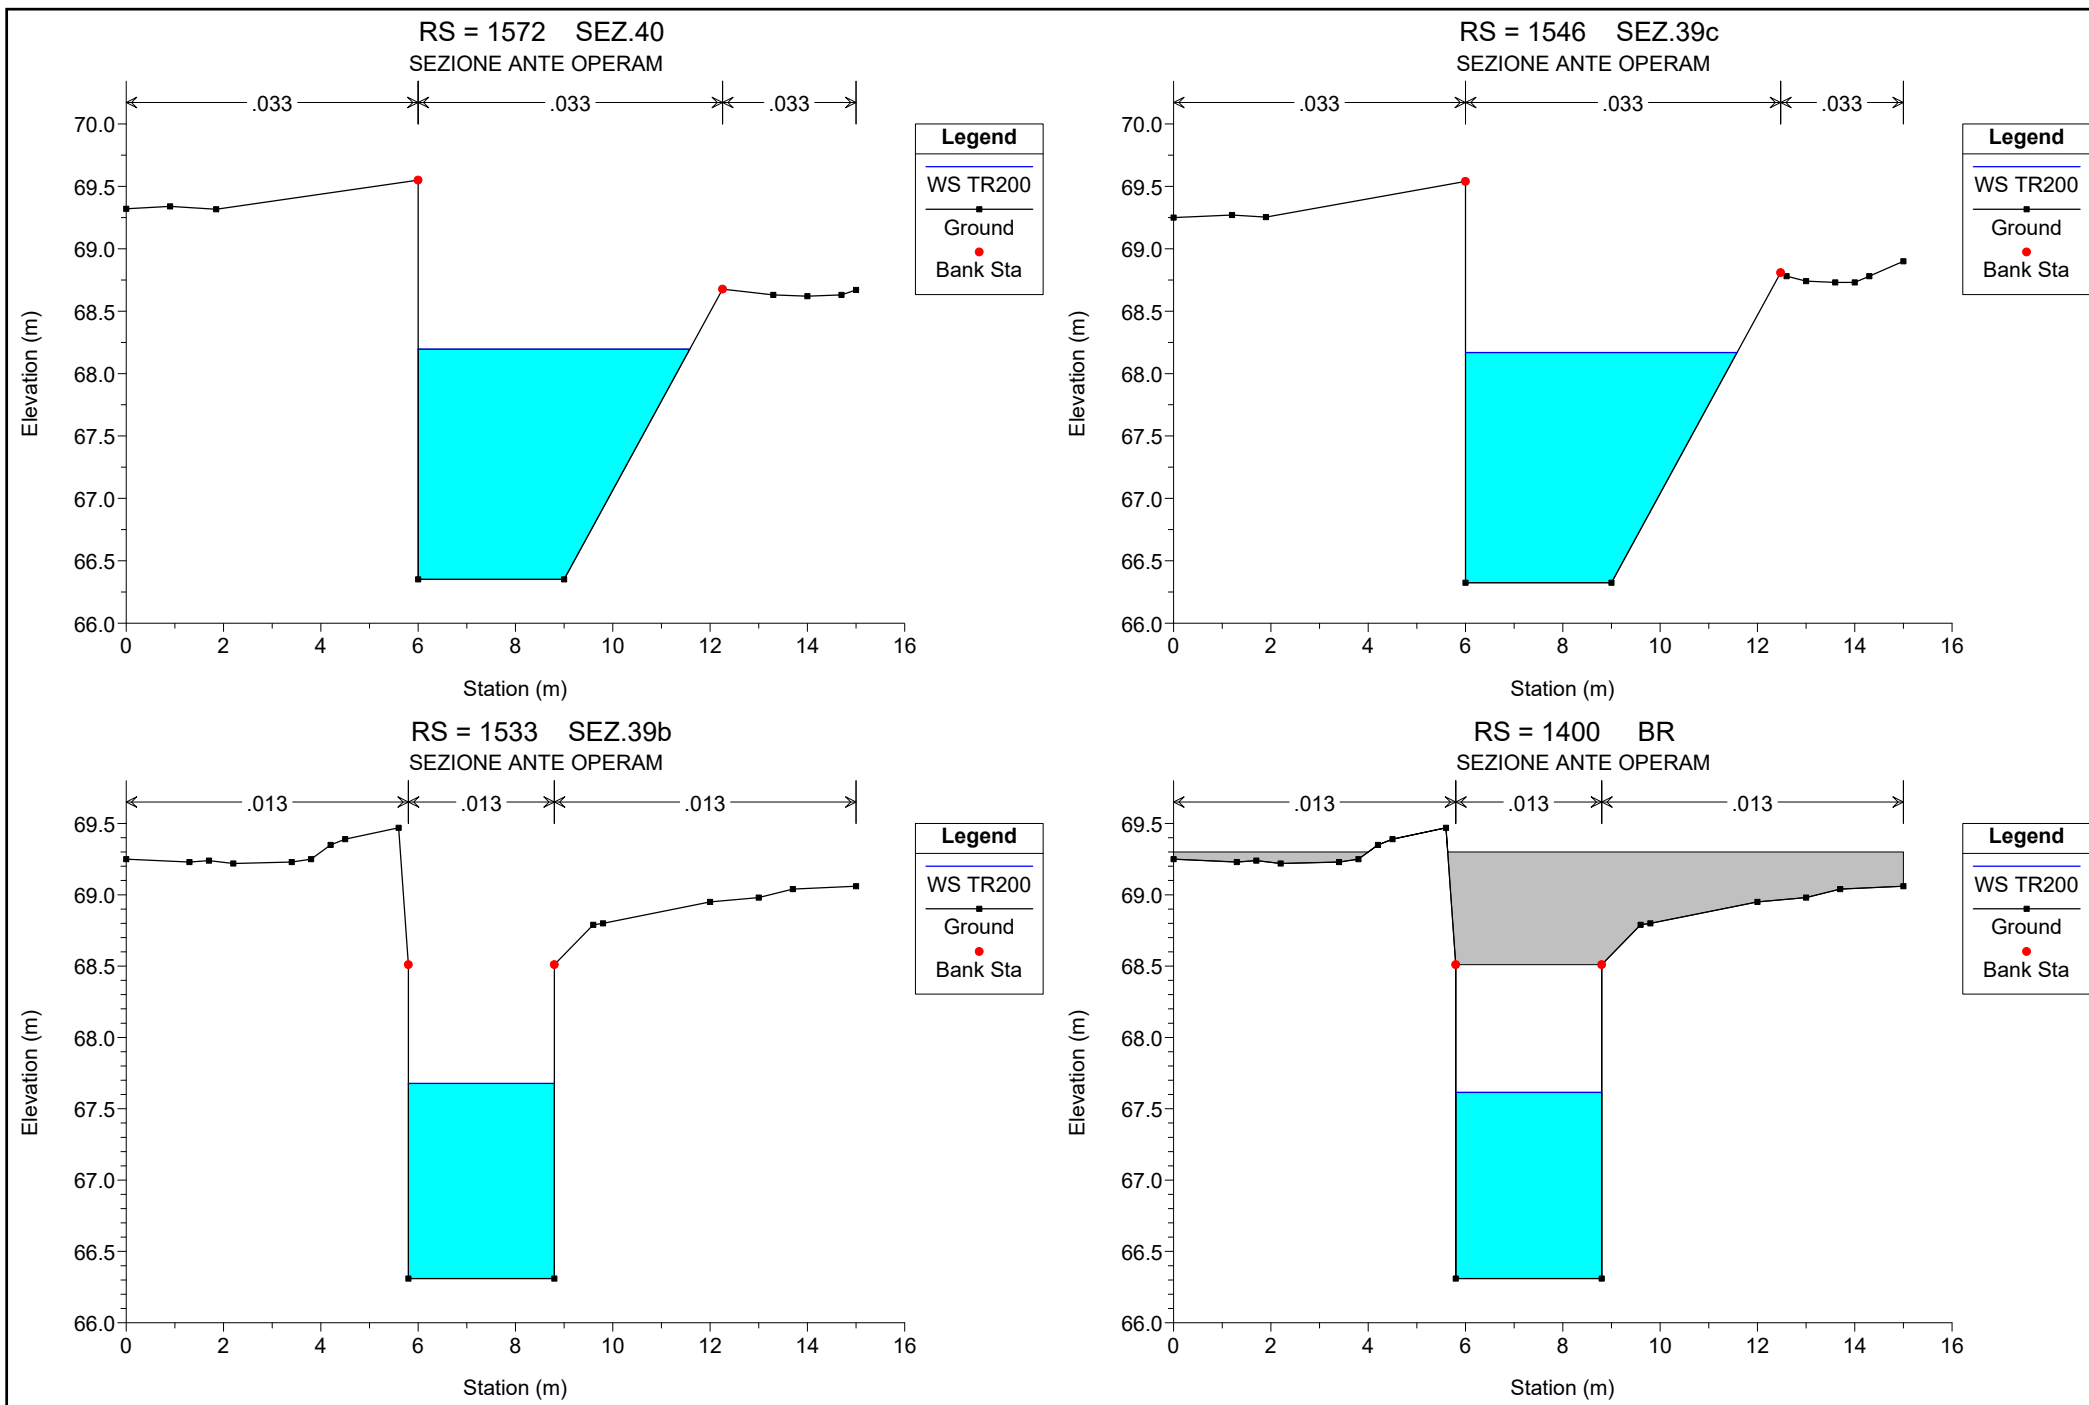 RS = 1572 SEZ.40
SEZIONE ANTE OPERAM
.033 .033 .033
70.0
69.5
69.0
68.5
68.0
67.5
67.0
66.5
66.0
0 2 4 6 8 10 12 14 16
Station (m)
Elevation (m)
Legend
WS TR200
Ground
Bank Sta
RS = 1546 SEZ.39c
SEZIONE ANTE OPERAM
.033 .033 .033
70.0
69.5
69.0
68.5
68.0
67.5
67.0
66.5
66.0
0 2 4 6 8 10 12 14 16
Station (m)
Elevation (m)
Legend
WS TR200
Ground
Bank Sta
RS = 1533 SEZ.39b
SEZIONE ANTE OPERAM
.013 .013 .013
69.5
69.0
68.5
68.0
67.5
67.0
66.5
66.0
0 2 4 6 8 10 12 14 16
Station (m)
Elevation (m)
Legend
WS TR200
Ground
Bank Sta
RS = 1400 BR
SEZIONE ANTE OPERAM
.013 .013 .013
69.5
69.0
68.5
68.0
67.5
67.0
66.5
66.0
0 2 4 6 8 10 12 14 16
Station (m)
Elevation (m)
Legend
WS TR200
Ground
Bank Sta